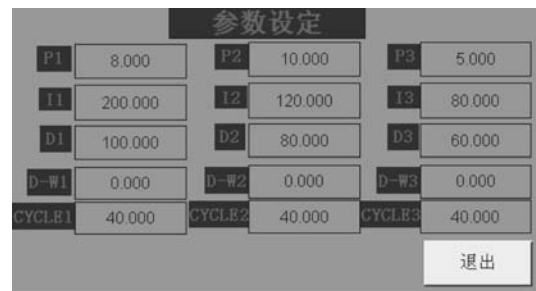 参数设定
P1 8.000 P2 10.000 P3 5.000
I1 200.000 I2 120.000 I3 80.000
D1 100.000 D2 80.000 D3 60.000
D-W1 0.000 D-W2 0.000 D-W3 0.000
CYCLE1 40.000 CYCLE2 40.000 CYCLE3 40.000
退出